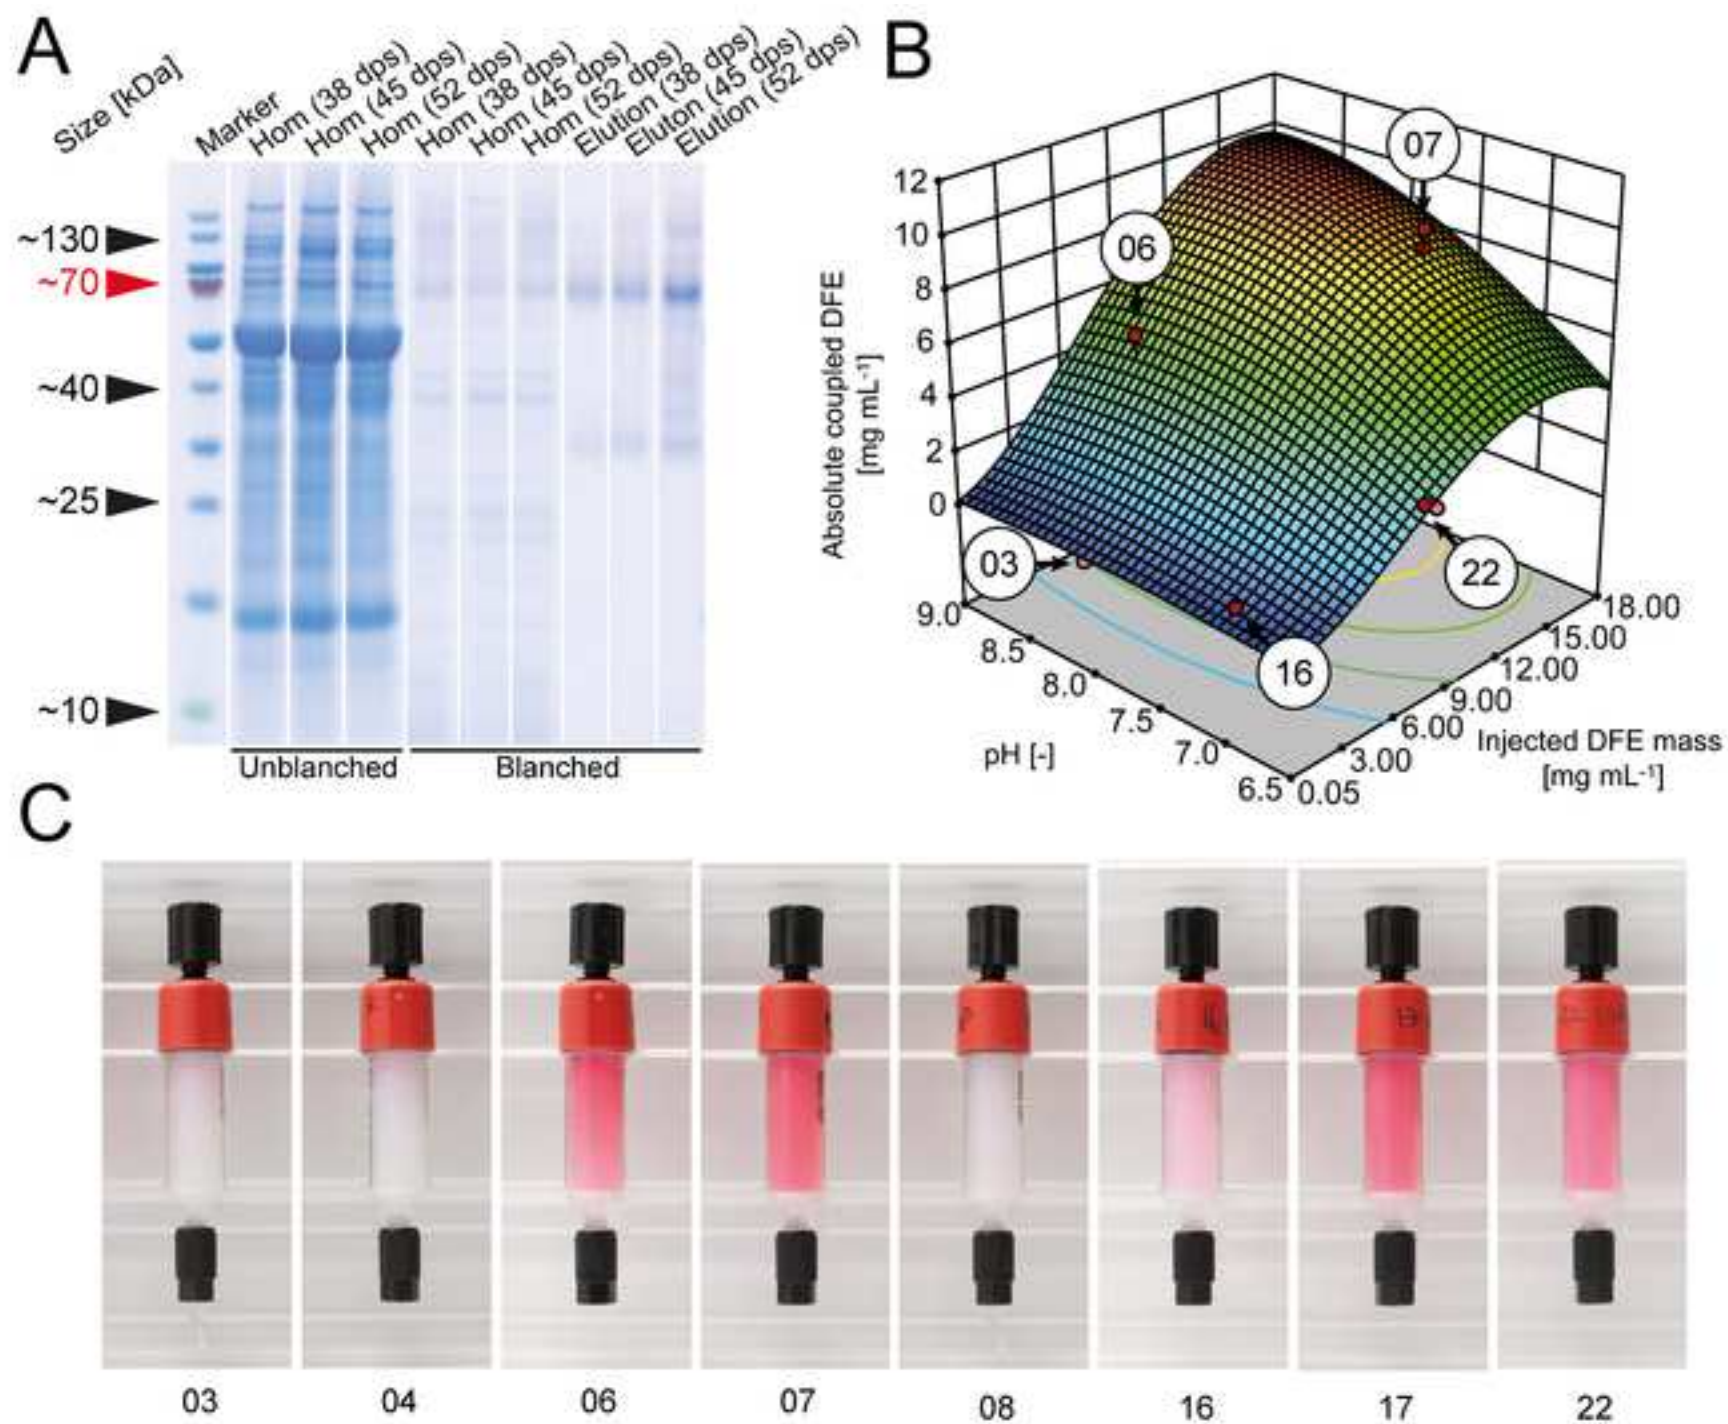 A
Size [kDa]
Marker
Hom (38 dps)
Hom (45 dps)
Hom (52 dps)
Hom (38 dps)
Hom (45 dps)
Hom (52 dps)
Elution (38 dps)
Eluton (45 dps)
Elution (52 dps)
~130
~70
~40
~25
~10
Unblanched
Blanched
B
Absolute coupled DFE
[mg mL⁻¹]
12
10
8
6
4
2
0
06
07
03
16
22
9.0
8.5
8.0
7.5
7.0
6.5
pH [-]
0.05
3.00
6.00
9.00
12.00
15.00
18.00
Injected DFE mass
[mg mL⁻¹]
C
03
04
06
07
08
16
17
22